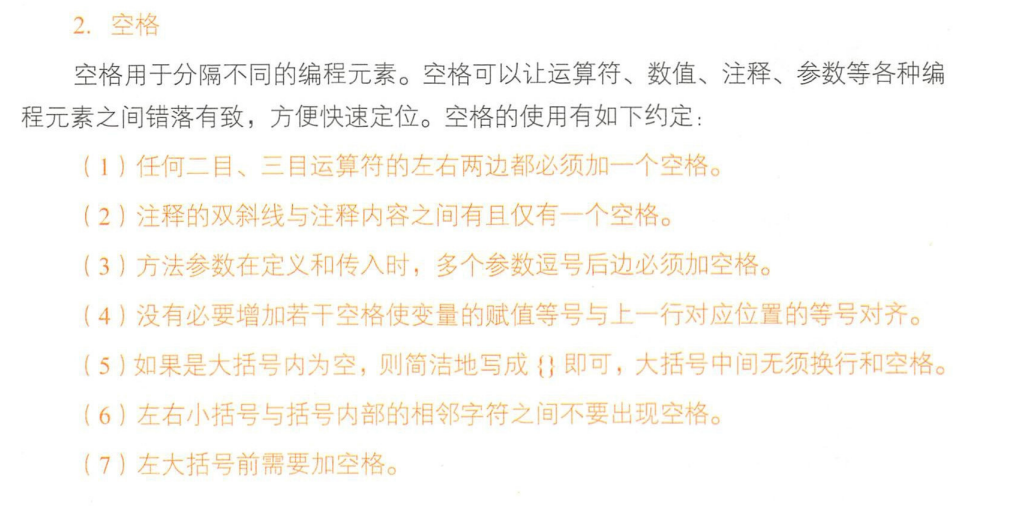 2. 空格
空格用于分隔不同的编程元素。空格可以让运算符、数值、注释、参数等各种编
程元素之间错落有致，方便快速定位。空格的使用有如下约定：
（1）任何二目、三目运算符的左右两边都必须加一个空格。
（2）注释的双斜线与注释内容之间有且仅有一个空格。
（3）方法参数在定义和传入时，多个参数逗号后边必须加空格。
（4）没有必要增加若干空格使变量的赋值等号与上一行对应位置的等号对齐。
（5）如果是大括号内为空，则简洁地写成 {} 即可，大括号中间无须换行和空格。
（6）左右小括号与括号内部的相邻字符之间不要出现空格。
（7）左大括号前需要加空格。